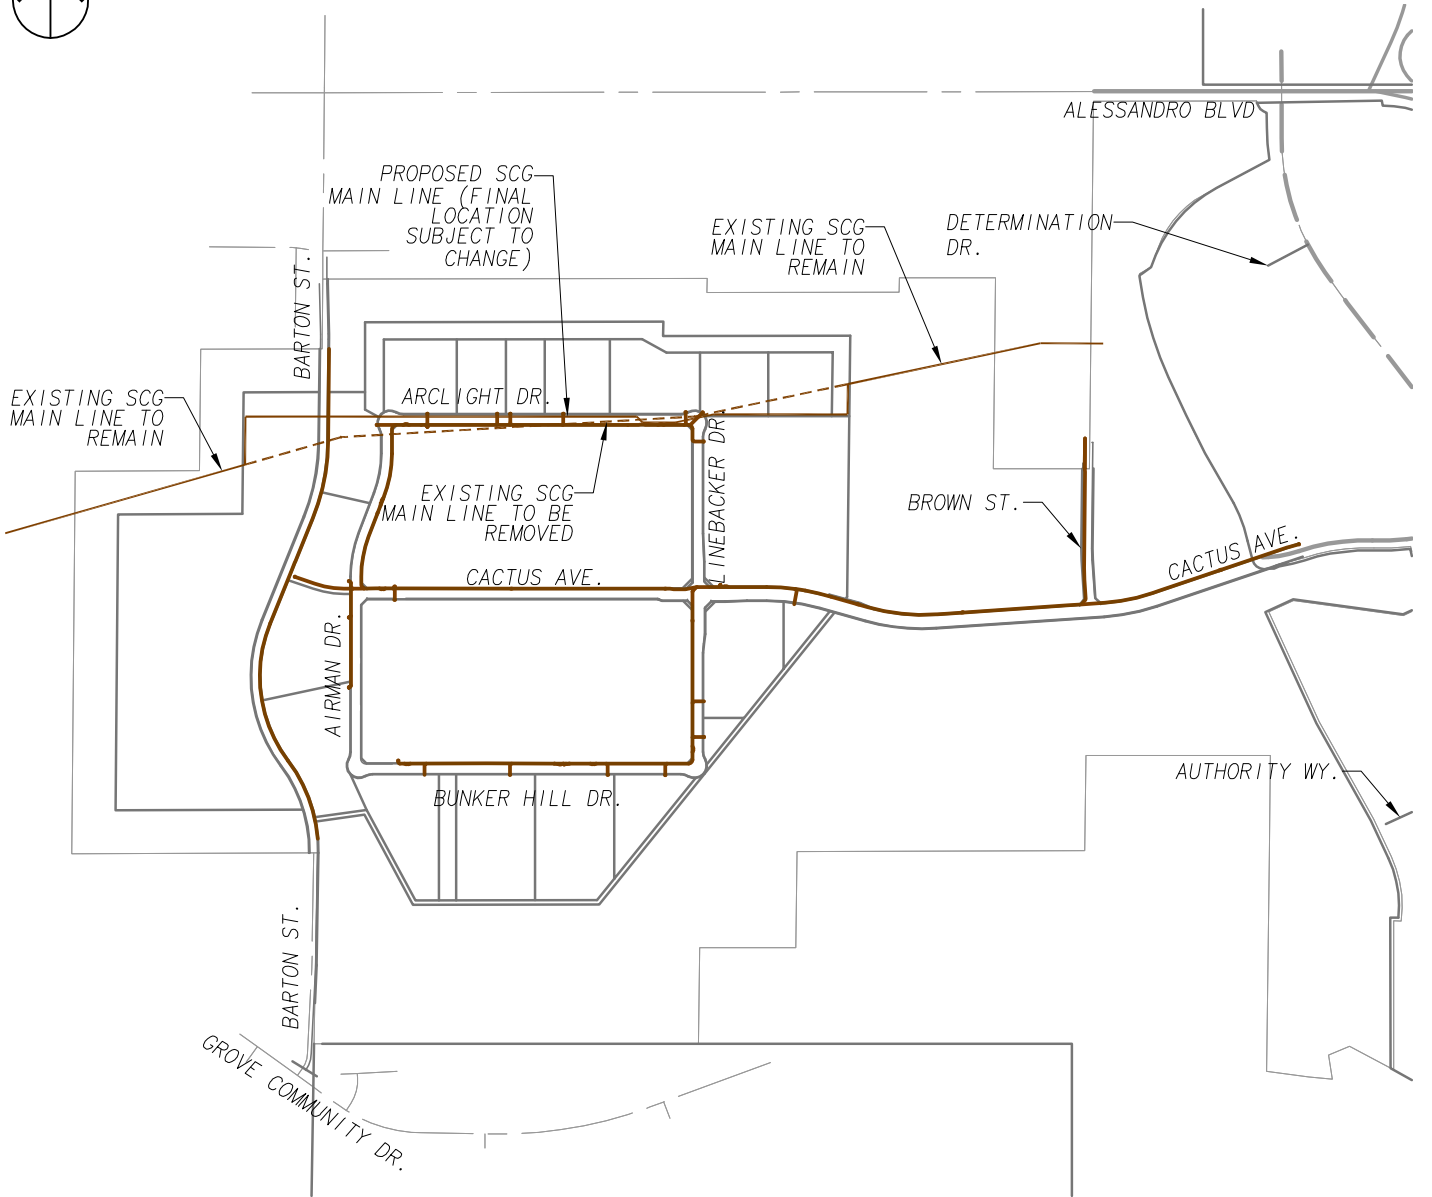 ALESSANDRO BLVD
PROPOSED SCG
MAIN LINE (FINAL
LOCATION
SUBJECT TO
CHANGE)
EXISTING SCG
MAIN LINE TO
REMAIN
DETERMINATION
DR.
BARTON ST.
EXISTING SCG
MAIN LINE TO
REMAIN
ARCLIGHT DR.
LINEBACKER DR.
EXISTING SCG
MAIN LINE TO BE
REMOVED
BROWN ST.
CACTUS AVE.
CACTUS AVE.
AIRMAN DR.
AUTHORITY WY.
BUNKER HILL DR.
BARTON ST.
GROVE COMMUNITY DR.